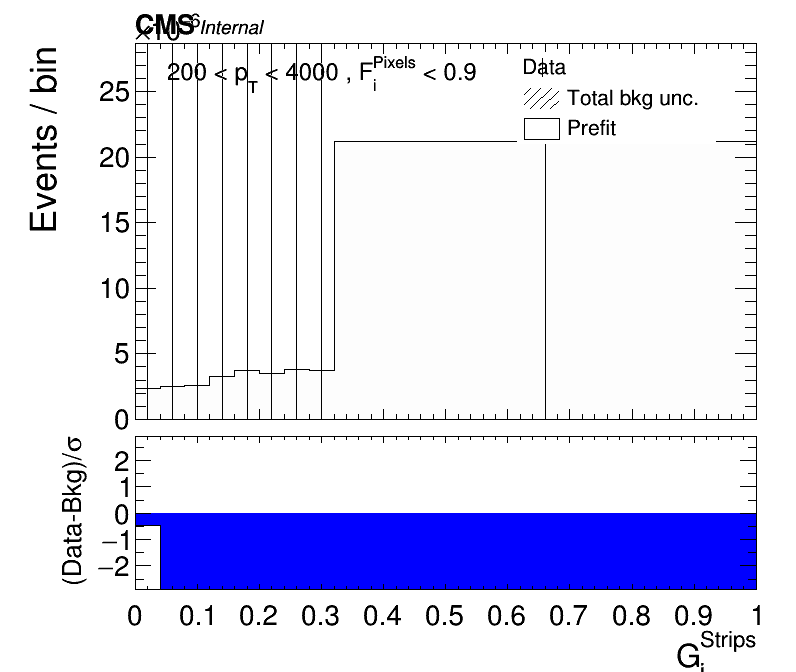 CMS Internal
×10⁻⁶
200 < p_T < 4000 , F_i^Pixels < 0.9
Data
Total bkg unc.
Prefit
Events / bin
25
20
15
10
5
0
(Data-Bkg)/σ
2
1
0
−1
−2
0 0.1 0.2 0.3 0.4 0.5 0.6 0.7 0.8 0.9 1
G_i^Strips